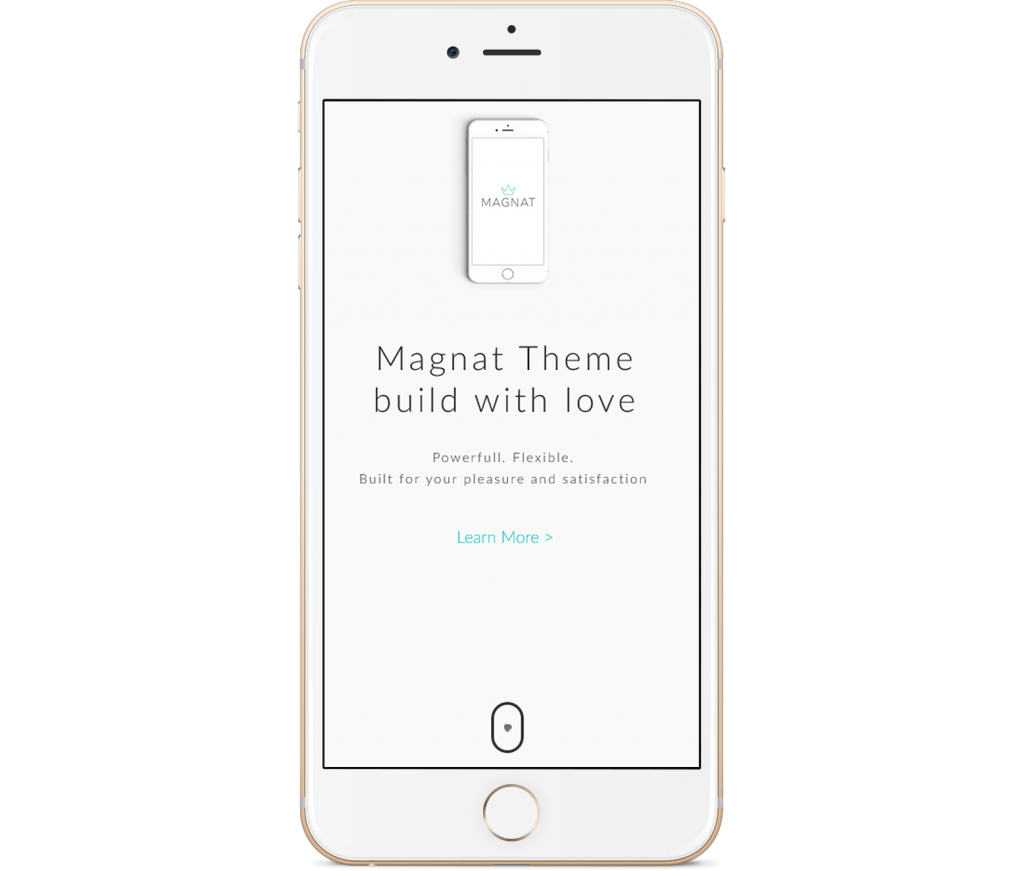 MAGNAT
Magnat Theme
build with love
Powerfull. Flexible.
Built for your pleasure and satisfaction
Learn More >